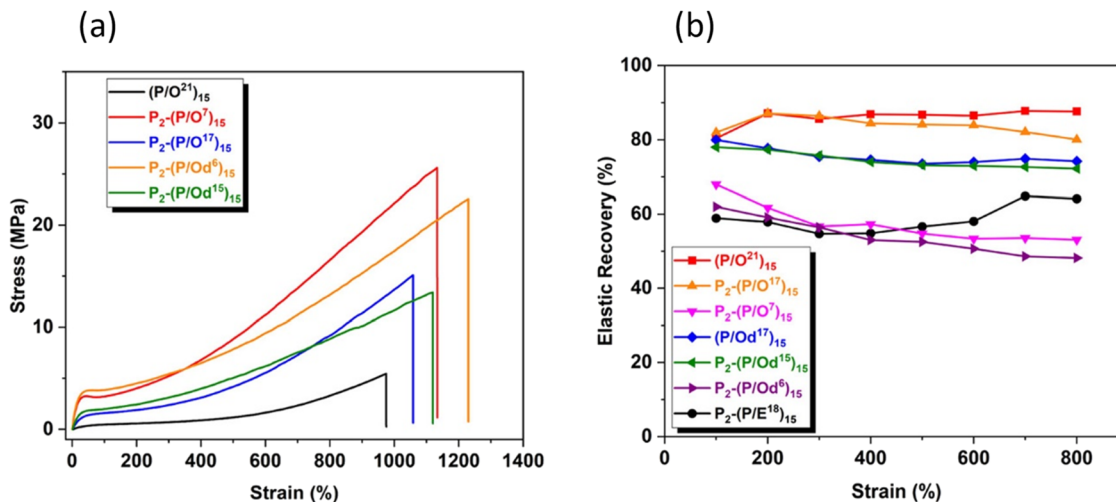 (a)
(P/O²¹)₁₅
P₂-(P/O⁷)₁₅
P₂-(P/O¹⁷)₁₅
P₂-(P/Od⁶)₁₅
P₂-(P/Od¹⁵)₁₅
30
20
10
0
0 200 400 600 800 1000 1200 1400
Stress (MPa)
Strain (%)
(b)
100
80
60
40
20
0
(P/O²¹)₁₅
P₂-(P/O¹⁷)₁₅
P₂-(P/O⁷)₁₅
(P/Od¹⁷)₁₅
P₂-(P/Od¹⁵)₁₅
P₂-(P/Od⁶)₁₅
P₂-(P/E¹⁸)₁₅
200 400 600 800
Elastic Recovery (%)
Strain (%)